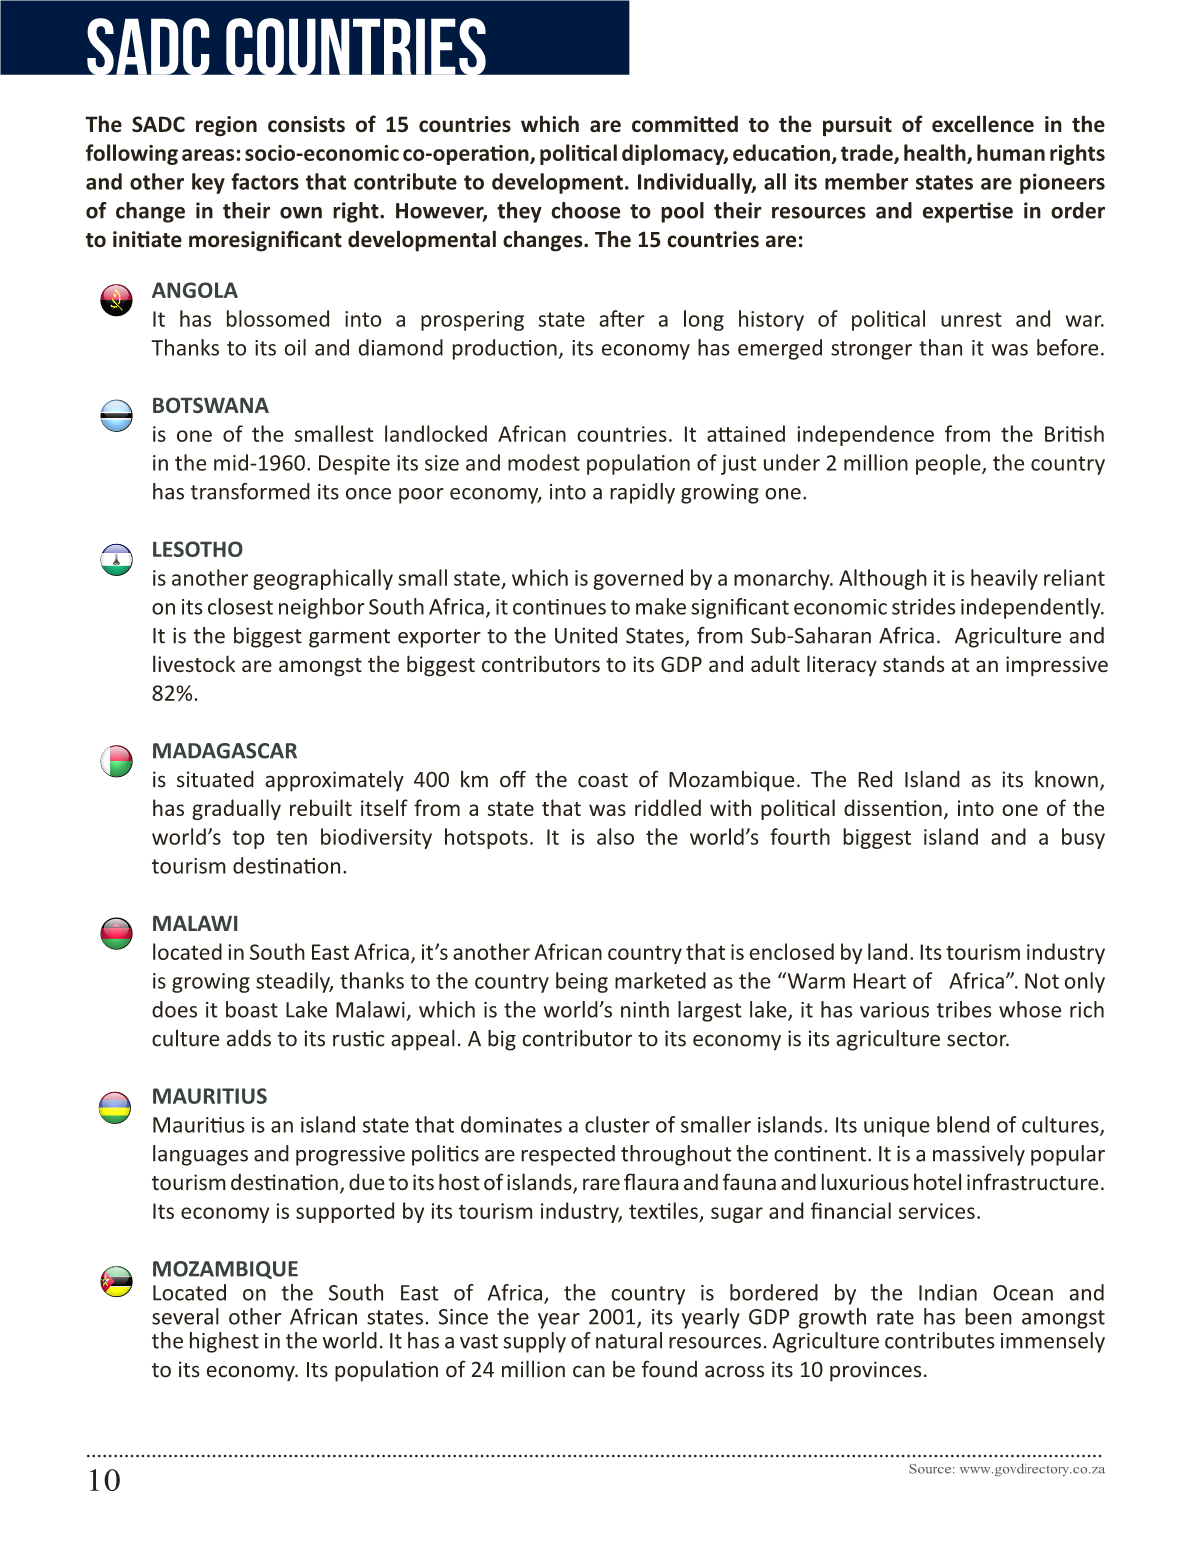 SADC COUNTRIES
The SADC region consists of 15 countries which are committed to the pursuit of excellence in the
following areas: socio-economic co-operation, political diplomacy, education, trade, health, human rights
and other key factors that contribute to development. Individually, all its member states are pioneers
of change in their own right. However, they choose to pool their resources and expertise in order
to initiate moresignificant developmental changes. The 15 countries are:
ANGOLA
It has blossomed into a prospering state after a long history of political unrest and war.
Thanks to its oil and diamond production, its economy has emerged stronger than it was before.
BOTSWANA
is one of the smallest landlocked African countries. It attained independence from the British
in the mid-1960. Despite its size and modest population of just under 2 million people, the country
has transformed its once poor economy, into a rapidly growing one.
LESOTHO
is another geographically small state, which is governed by a monarchy. Although it is heavily reliant
on its closest neighbor South Africa, it continues to make significant economic strides independently.
It is the biggest garment exporter to the United States, from Sub-Saharan Africa. Agriculture and
livestock are amongst the biggest contributors to its GDP and adult literacy stands at an impressive
82%.
MADAGASCAR
is situated approximately 400 km off the coast of Mozambique. The Red Island as its known,
has gradually rebuilt itself from a state that was riddled with political dissention, into one of the
world's top ten biodiversity hotspots. It is also the world's fourth biggest island and a busy
tourism destination.
MALAWI
located in South East Africa, it's another African country that is enclosed by land. Its tourism industry
is growing steadily, thanks to the country being marketed as the “Warm Heart of Africa”. Not only
does it boast Lake Malawi, which is the world's ninth largest lake, it has various tribes whose rich
culture adds to its rustic appeal. A big contributor to its economy is its agriculture sector.
MAURITIUS
Mauritius is an island state that dominates a cluster of smaller islands. Its unique blend of cultures,
languages and progressive politics are respected throughout the continent. It is a massively popular
tourism destination, due to its host of islands, rare flaura and fauna and luxurious hotel infrastructure.
Its economy is supported by its tourism industry, textiles, sugar and financial services.
MOZAMBIQUE
Located on the South East of Africa, the country is bordered by the Indian Ocean and
several other African states. Since the year 2001, its yearly GDP growth rate has been amongst
the highest in the world. It has a vast supply of natural resources. Agriculture contributes immensely
to its economy. Its population of 24 million can be found across its 10 provinces.
10
Source: www.govdirectory.co.za